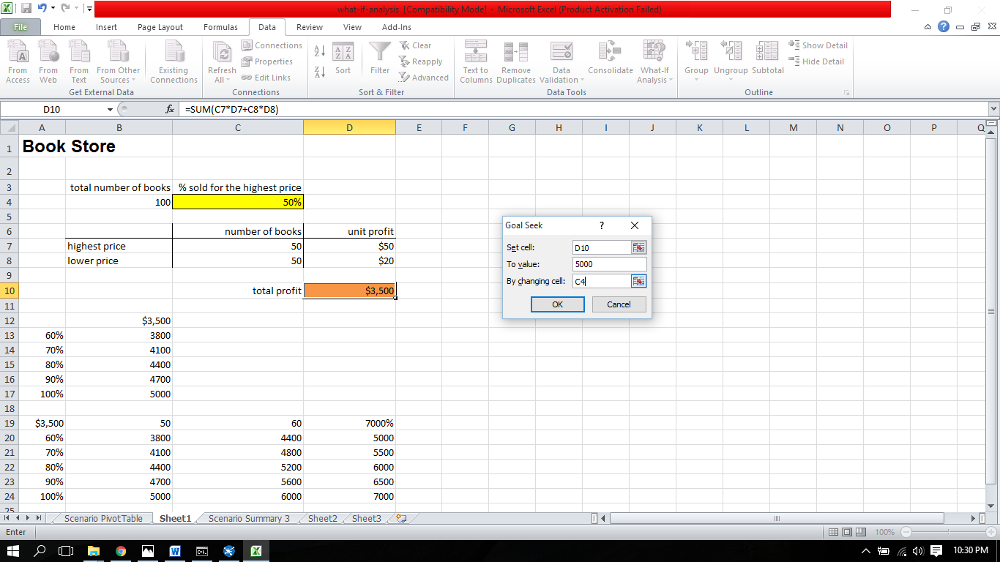 what-if-analysis [Compatibility Mode] - Microsoft Excel (Product Activation Failed)
File Home Insert Page Layout Formulas Data Review View Add-Ins
From Access
From Web
From Text
From Other Sources
Existing Connections
Get External Data
Refresh All
Connections
Properties
Edit Links
Connections
Sort
Filter
Clear
Reapply
Advanced
Sort & Filter
Text to Columns
Remove Duplicates
Data Validation
Consolidate
What-If Analysis
Data Tools
Group
Ungroup
Subtotal
Show Detail
Hide Detail
Outline
D10 fx =SUM(C7*D7+C8*D8)
A B C D E F G H I J K L M N O P Q
1 Book Store
2
3 total number of books % sold for the highest price
4 100 50%
5
6 number of books unit profit
7 highest price 50 $50
8 lower price 50 $20
9
10 total profit $3,500
11
12 $3,500
13 60% 3800
14 70% 4100
15 80% 4400
16 90% 4700
17 100% 5000
18
19 $3,500 50 60 7000%
20 60% 3800 4400 5000
21 70% 4100 4800 5500
22 80% 4400 5200 6000
23 90% 4700 5600 6500
24 100% 5000 6000 7000
25
Goal Seek ?
Set cell: D10
To value: 5000
By changing cell: C4
OK Cancel
Scenario PivotTable Sheet1 Scenario Summary 3 Sheet2 Sheet3
Enter 100%
10:30 PM